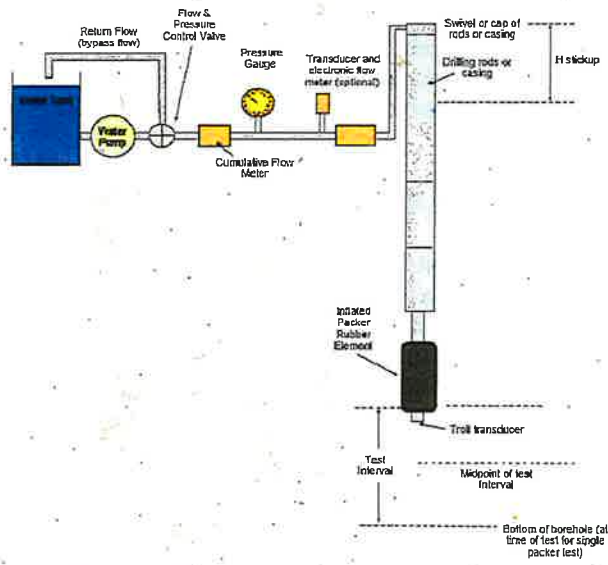 Flow &
Pressure
Control Valve
Return Flow
(bypass flow)
Pressure
Gauge
Transducer and
electronic flow
meter (optional)
Swivel or cap of
rods or casing
H stickup
Drilling rods or
casing
Water Tank
Water
Pump
Cumulative Flow
Meter
Inflated
Packer
Rubber
Element
Troll transducer
Test
Interval
Midpoint of test
Interval
Bottom of borehole (at
time of test for single
packer test)